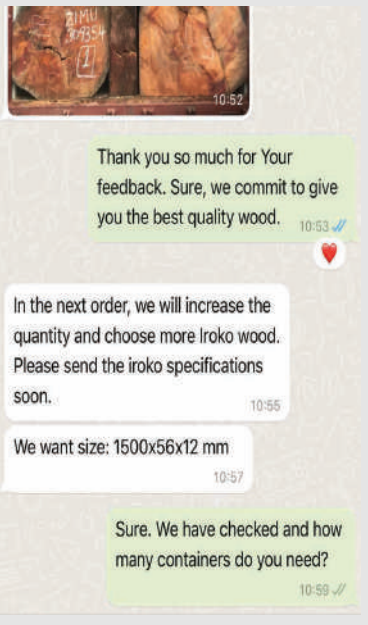 ZIMU
309354
1
10:52
Thank you so much for Your
feedback. Sure, we commit to give
you the best quality wood.
10:53
In the next order, we will increase the
quantity and choose more Iroko wood.
Please send the iroko specifications
soon.
10:55
We want size: 1500x56x12 mm
10:57
Sure. We have checked and how
many containers do you need?
10:59